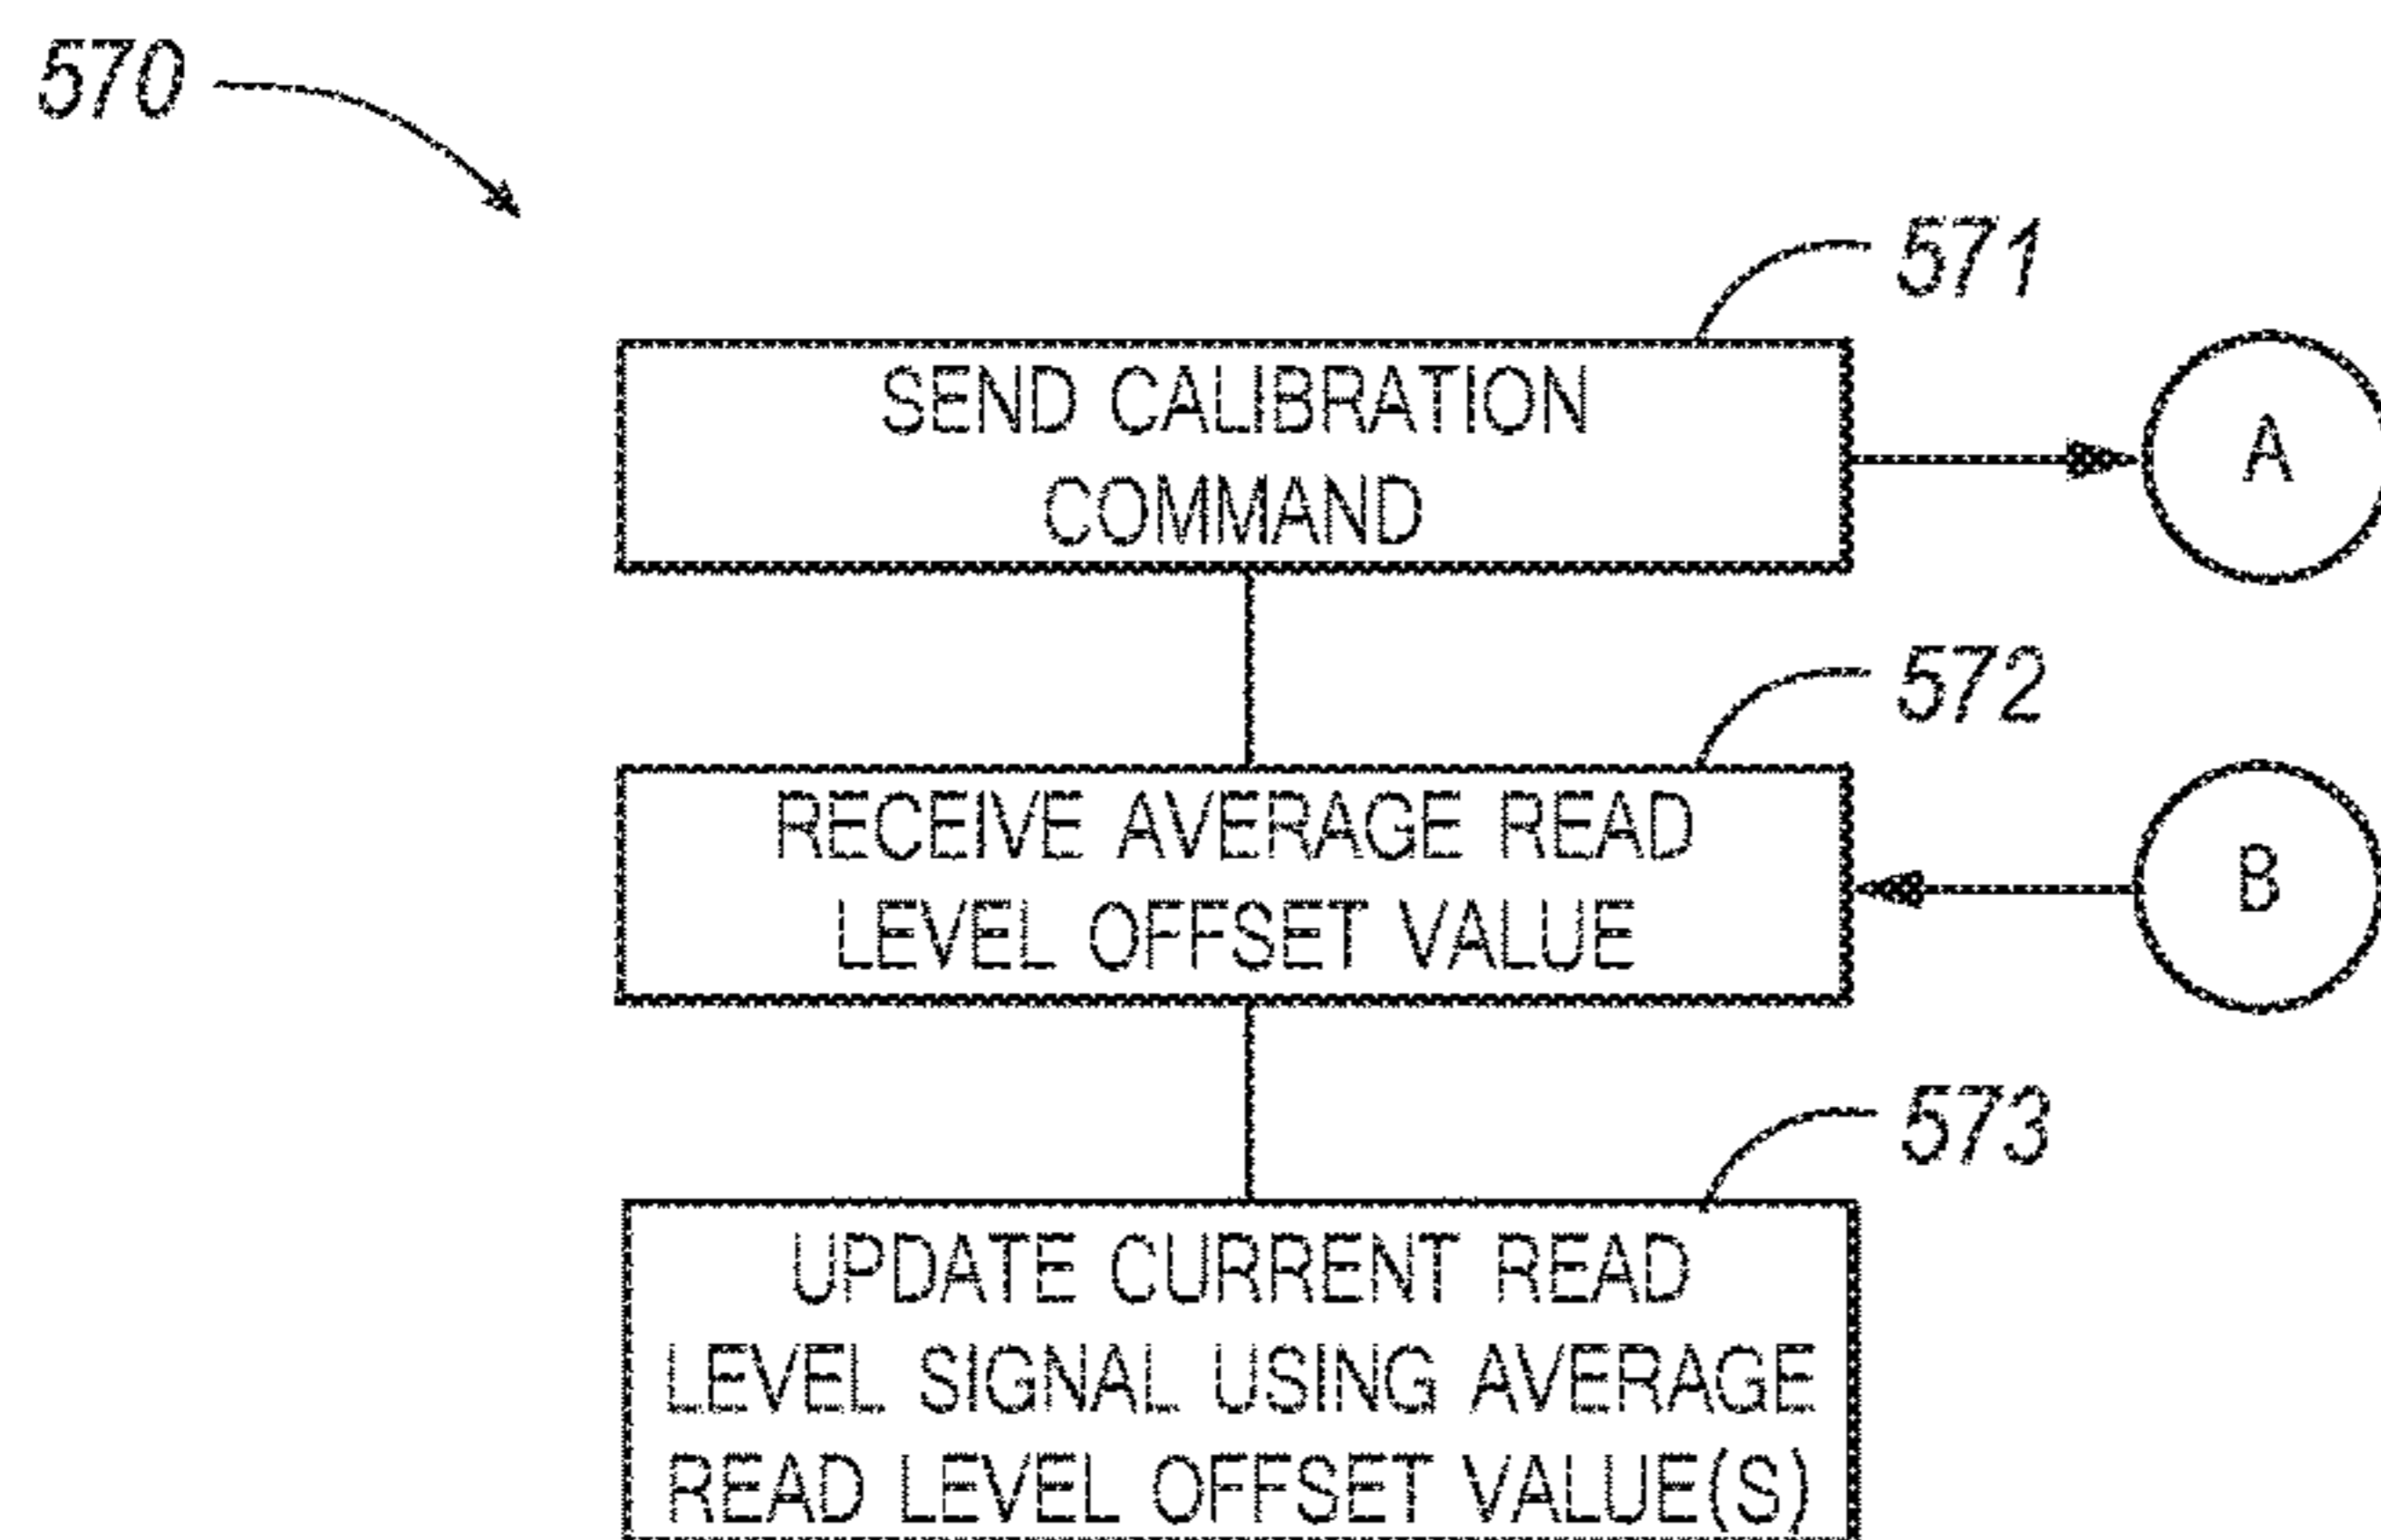 570
571
SEND CALIBRATION
COMMAND
A
572
RECEIVE AVERAGE READ
LEVEL OFFSET VALUE
B
573
UPDATE CURRENT READ
LEVEL SIGNAL USING AVERAGE
READ LEVEL OFFSET VALUE(S)